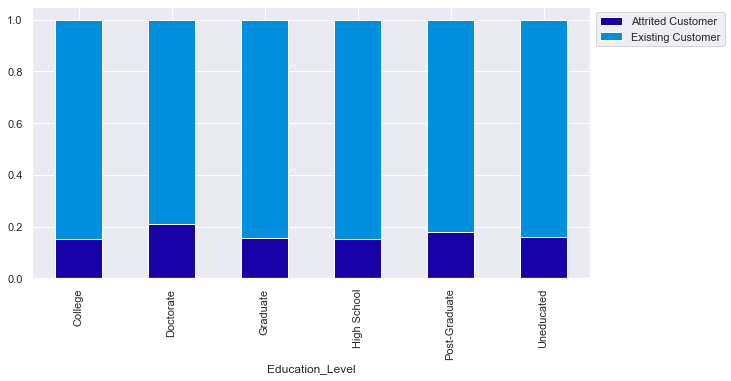 1.0
0.8
0.6
0.4
0.2
0.0
College
Doctorate
Graduate
High School
Post-Graduate
Uneducated
Education_Level
Attrited Customer
Existing Customer